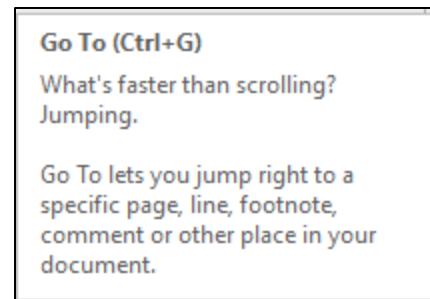 Go To (Ctrl+G)
What's faster than scrolling?
Jumping.
Go To lets you jump right to a
specific page, line, footnote,
comment or other place in your
document.